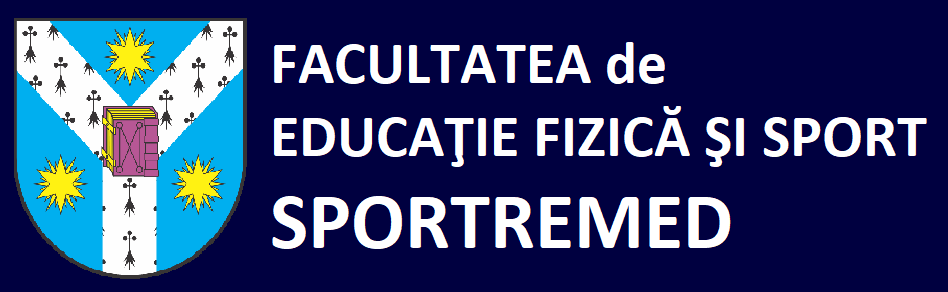 FACULTATEA de
EDUCAŢIE FIZICĂ ŞI SPORT
SPORTREMED